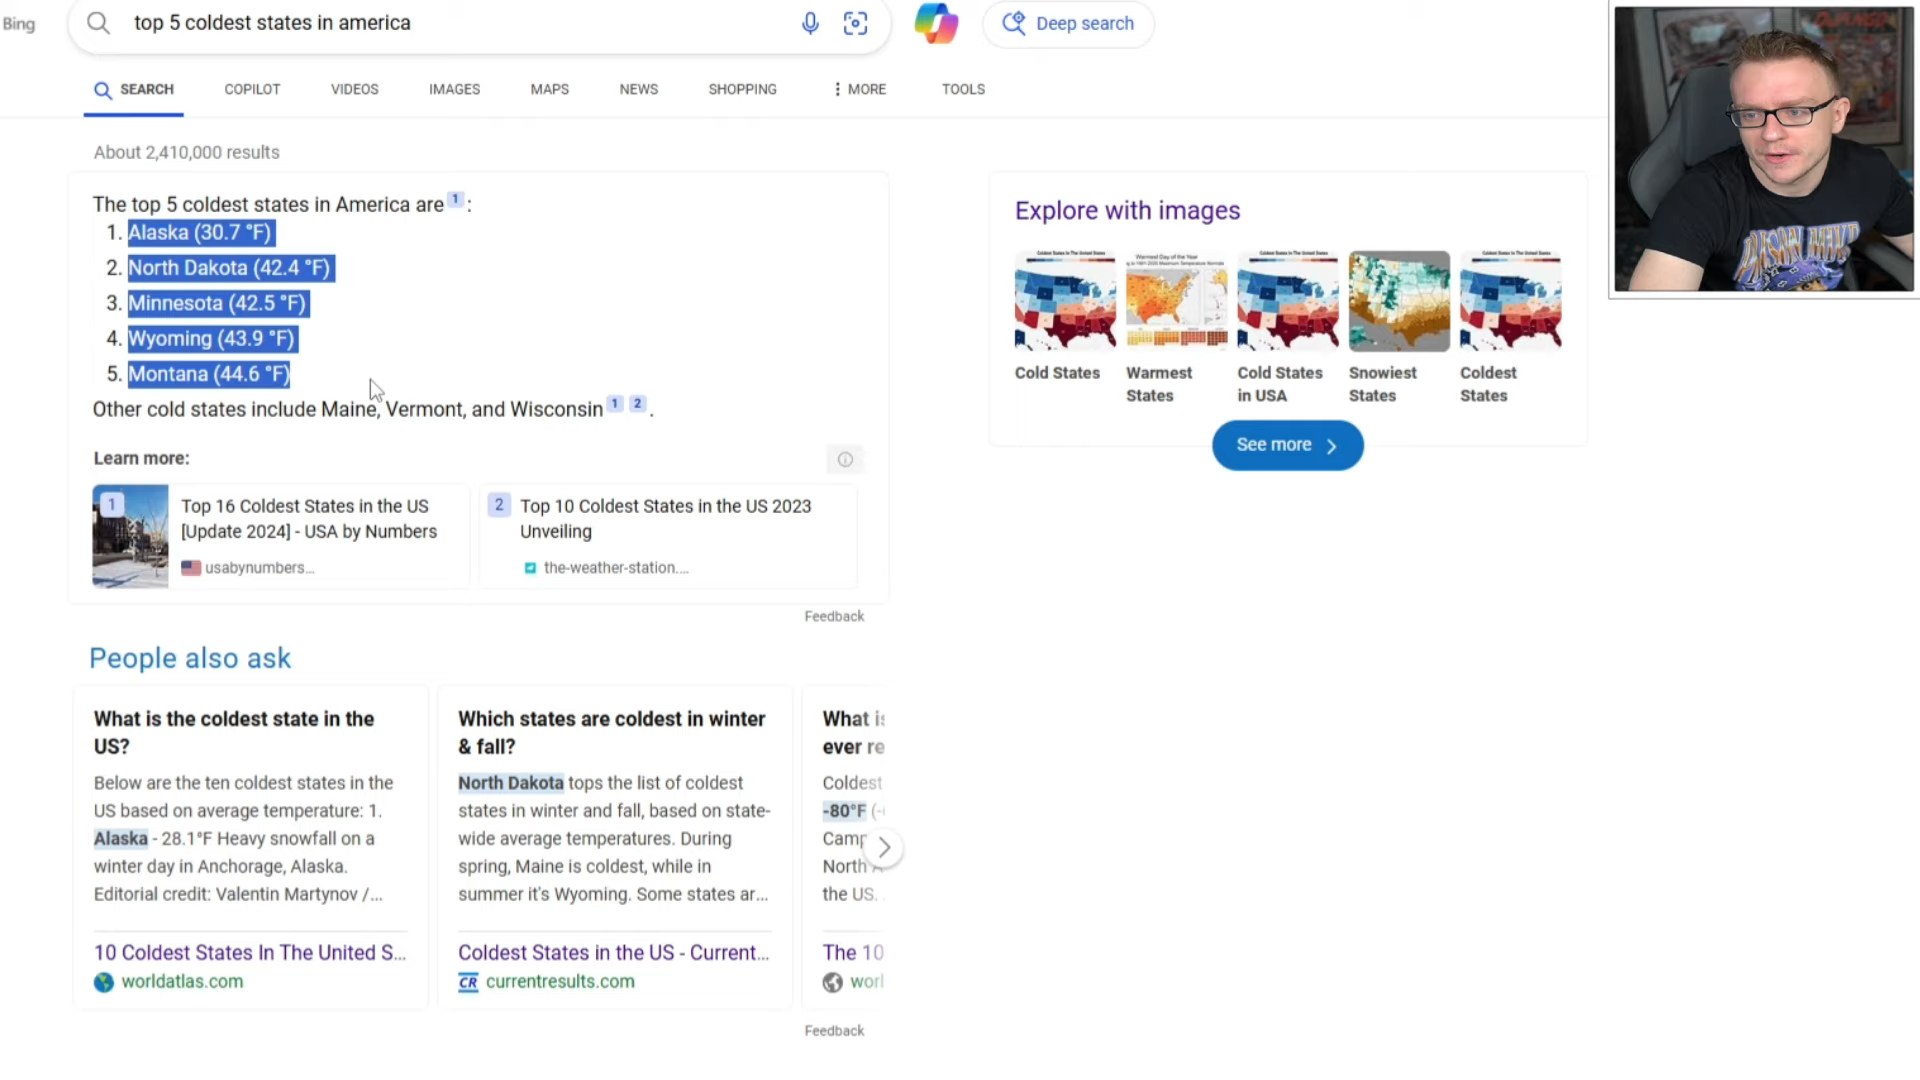 Bing
top 5 coldest states in america
Deep search
SEARCH
COPILOT
VIDEOS
IMAGES
MAPS
NEWS
SHOPPING
MORE
TOOLS
About 2,410,000 results
The top 5 coldest states in America are 1 :
1. Alaska (30.7 °F)
2. North Dakota (42.4 °F)
3. Minnesota (42.5 °F)
4. Wyoming (43.9 °F)
5. Montana (44.6 °F)
Other cold states include Maine, Vermont, and Wisconsin 1 2 .
Learn more:
1
Top 16 Coldest States in the US
[Update 2024] - USA by Numbers
usabynumbers...
2
Top 10 Coldest States in the US 2023
Unveiling
the-weather-station....
Feedback
People also ask
What is the coldest state in the
US?
Below are the ten coldest states in the
US based on average temperature: 1.
Alaska - 28.1°F Heavy snowfall on a
winter day in Anchorage, Alaska.
Editorial credit: Valentin Martynov /...
10 Coldest States In The United S...
worldatlas.com
Which states are coldest in winter
& fall?
North Dakota tops the list of coldest
states in winter and fall, based on state-
wide average temperatures. During
spring, Maine is coldest, while in
summer it's Wyoming. Some states ar...
Coldest States in the US - Current...
CR currentresults.com
What is
ever re
Coldest
-80°F (-
Camp
North A
the US.
The 10
worl
Feedback
Explore with images
Cold States
Warmest
States
Cold States
in USA
Snowiest
States
Coldest
States
See more